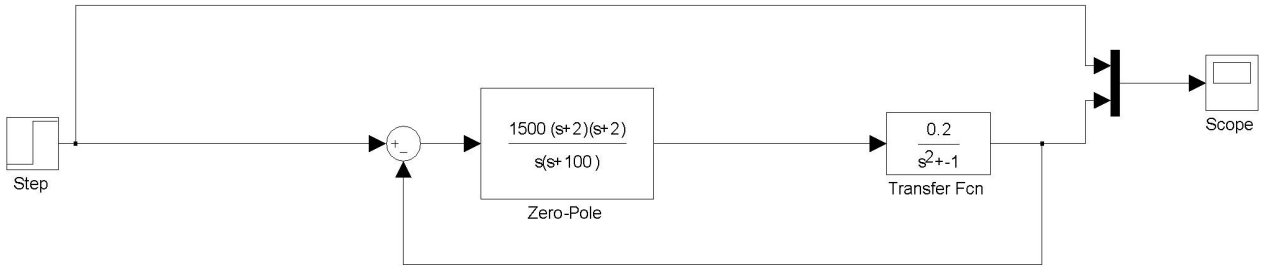 Step
+
_
1500 (s+2)(s+2)
s(s+100)
Zero-Pole
0.2
s²+-1
Transfer Fcn
Scope